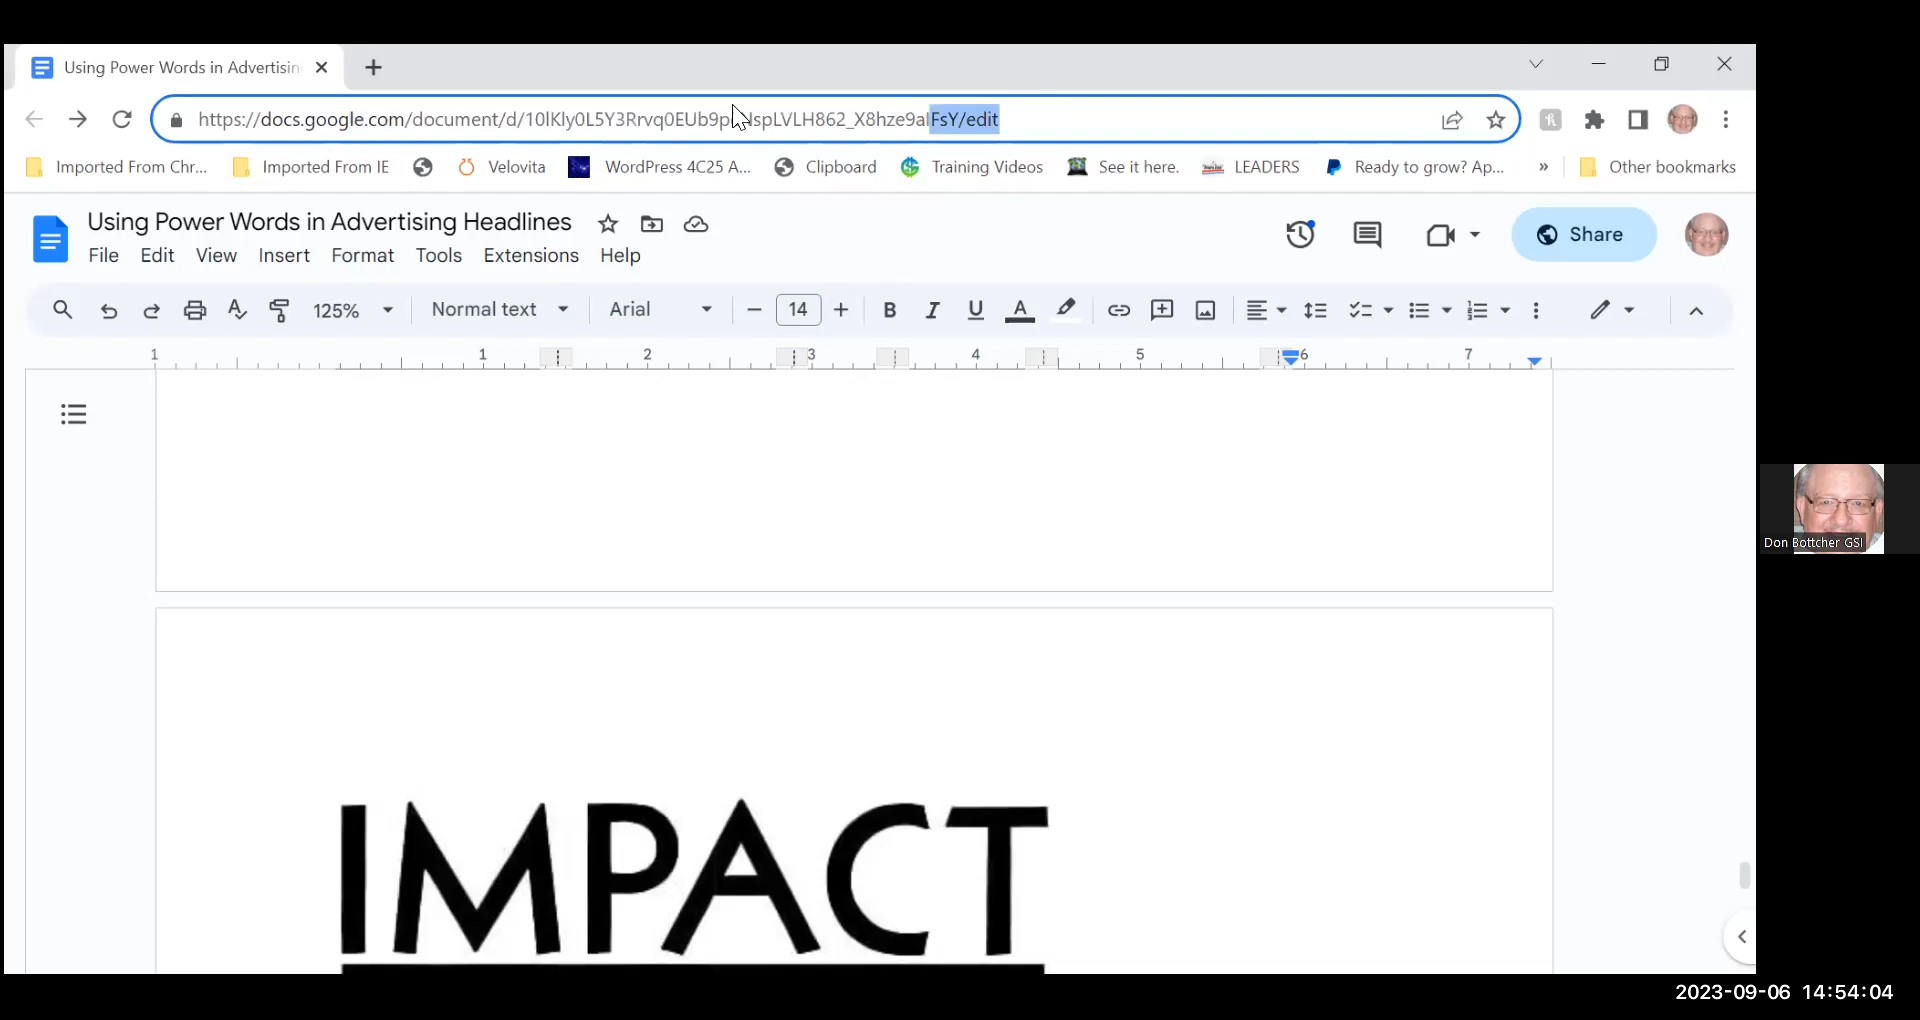 Using Power Words in Advertisin
https://docs.google.com/document/d/
FsY/edit
Imported From Chr...
Imported From IE
Velovita
WordPress 4C25 A...
Clipboard
Training Videos
See it here.
LEADERS
Ready to grow? Ap...
»
Other bookmarks
Using Power Words in Advertising Headlines
Share
File Edit View Insert Format Tools Extensions Help
125% Normal text Arial 14 B I U A
1 1 2 3 4 5 6 7
Don Bottcher GSI
IMPACT
2023-09-06 14:54:04